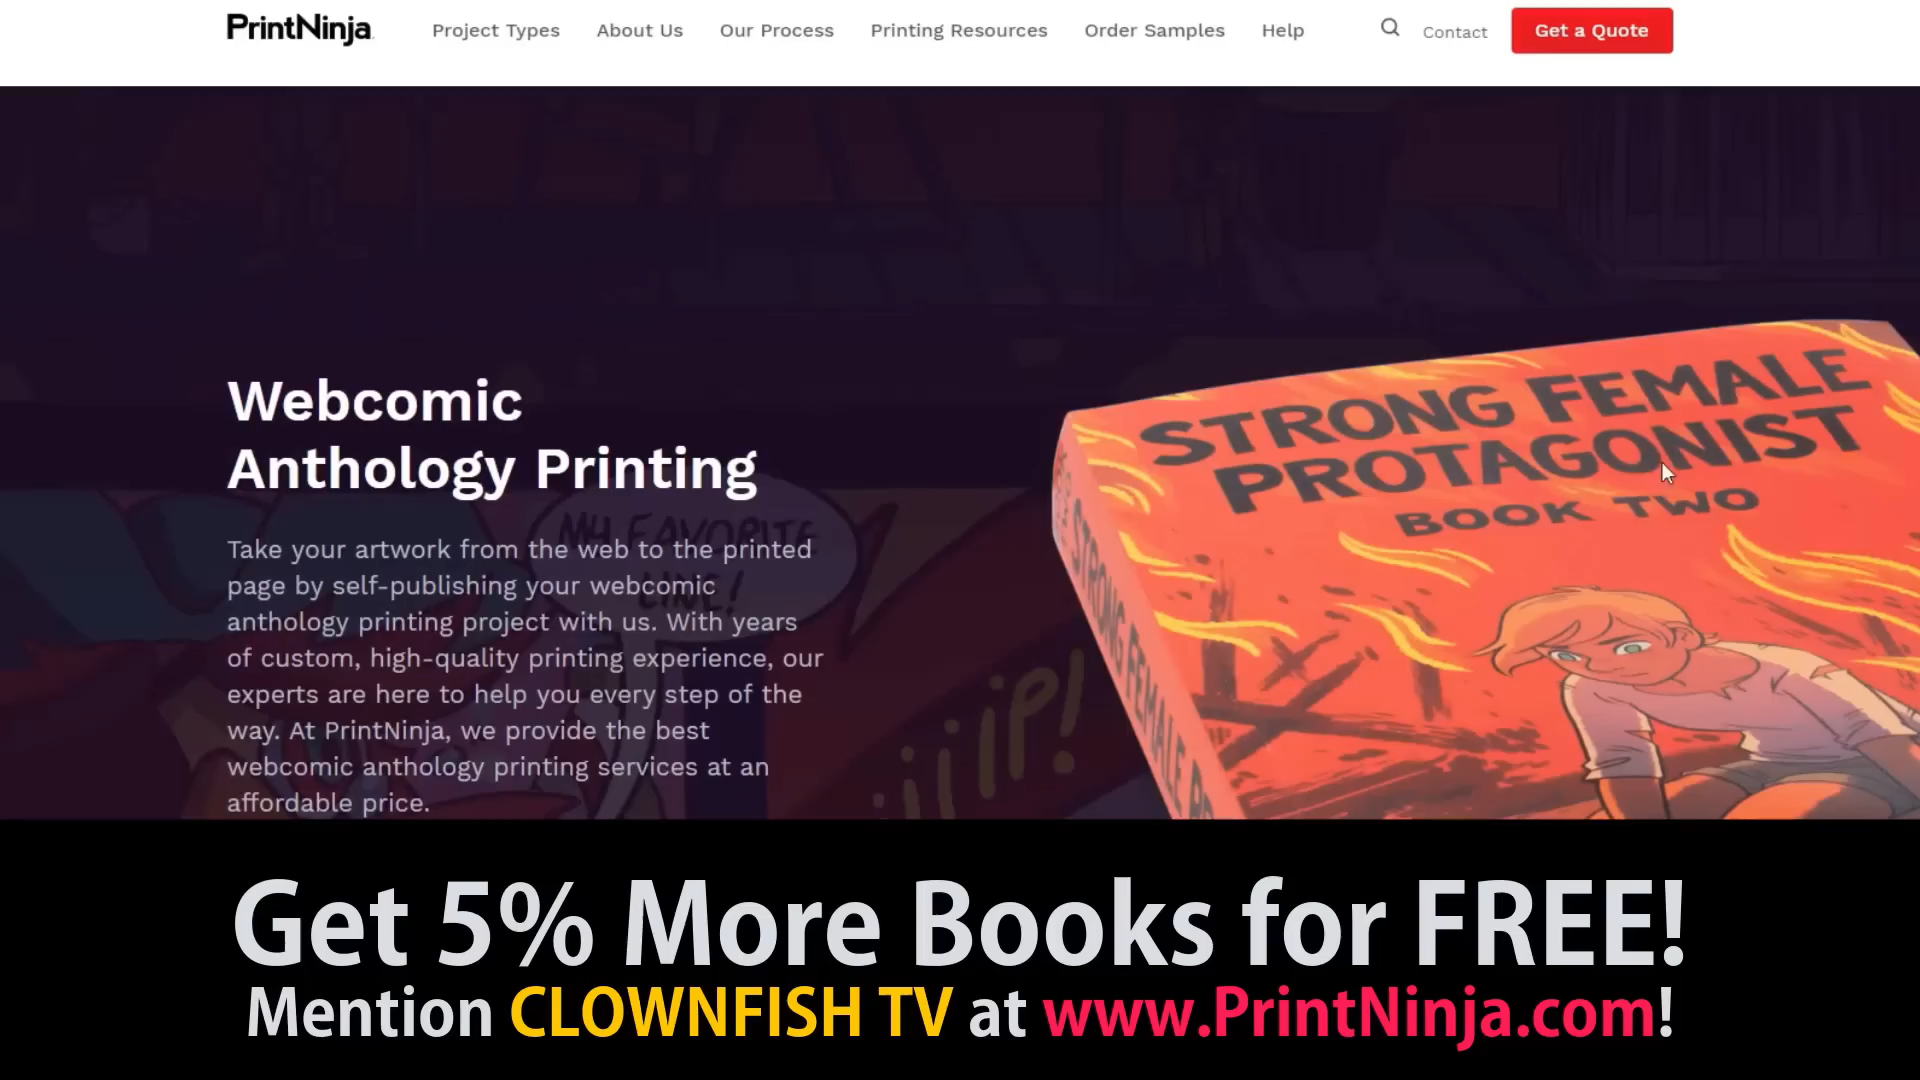 PrintNinja
Project Types
About Us
Our Process
Printing Resources
Order Samples
Help
Contact
Get a Quote
Webcomic
Anthology Printing
Take your artwork from the web to the printed
page by self-publishing your webcomic
anthology printing project with us. With years
of custom, high-quality printing experience, our
experts are here to help you every step of the
way. At PrintNinja, we provide the best
webcomic anthology printing services at an
affordable price.
MY FAVORITE
LINE!
STRONG FEMALE
PROTAGONIST
BOOK TWO
STRONG FEMALE
Get 5% More Books for FREE!
Mention CLOWNFISH TV at www.PrintNinja.com!